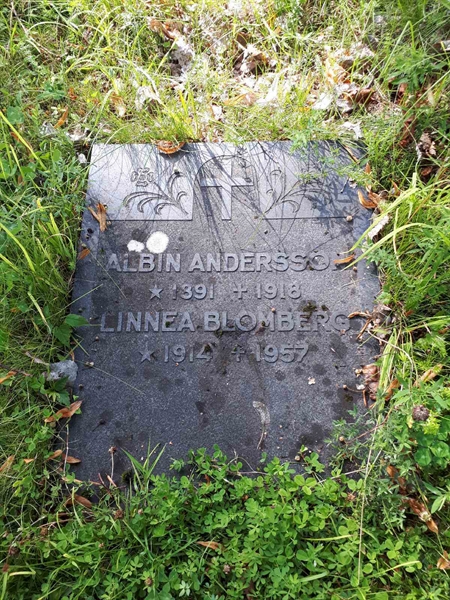 ALBIN ANDERSSON
★ 1891 + 1918
LINNEA BLOMBERG
★ 1914 + 1957